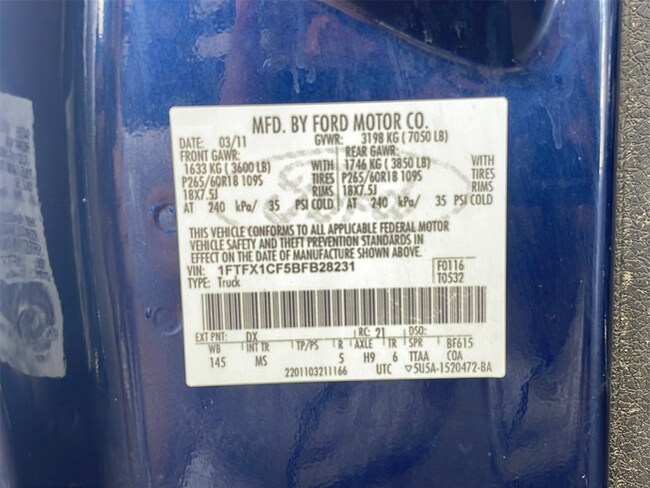 MFD. BY FORD MOTOR CO.
DATE: 03/11 GVWR: 3198 KG ( 7050 LB)
FRONT GAWR: REAR GAWR:
1633 KG ( 3600 LB) WITH 1746 KG ( 3850 LB) WITH
P265/60R18 109S TIRES P265/60R18 109S TIRES
18X7.5J RIMS 18X7.5J RIMS
AT 240 kPa/ 35 PSI COLD AT 240 kPa/ 35 PSI COLD
THIS VEHICLE CONFORMS TO ALL APPLICABLE FEDERAL MOTOR
VEHICLE SAFETY AND THEFT PREVENTION STANDARDS IN
EFFECT ON THE DATE OF MANUFACTURE SHOWN ABOVE.
VIN: 1FTFX1CF5BFB28231 F0116
TYPE: Truck T0532
EXT PNT: DX RC: 21 DSO:
WB INT TR TP/PS R AXLE TR SPR BF615
145 MS 5 H9 6 TTAA COA
2201103211166 UTC ▽5U5A-1520472-BA
Ford